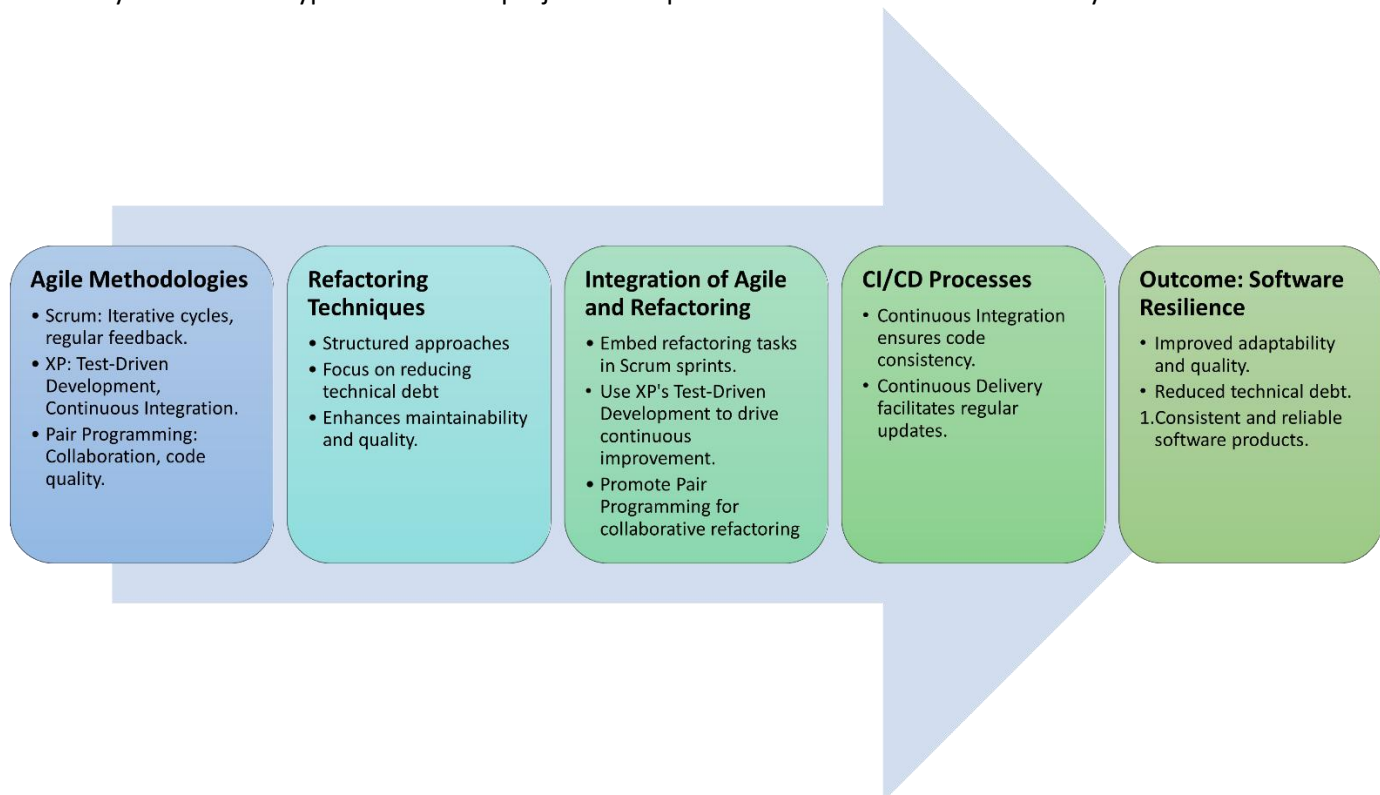 Agile Methodologies
• Scrum: Iterative cycles,
regular feedback.
• XP: Test-Driven
Development,
Continuous Integration.
• Pair Programming:
Collaboration, code
quality.
Refactoring
Techniques
• Structured approaches
• Focus on reducing
technical debt
• Enhances maintainability
and quality.
Integration of Agile
and Refactoring
• Embed refactoring tasks
in Scrum sprints.
• Use XP's Test-Driven
Development to drive
continuous
improvement.
• Promote Pair
Programming for
collaborative refactoring
CI/CD Processes
• Continuous Integration
ensures code
consistency.
• Continuous Delivery
facilitates regular
updates.
Outcome: Software
Resilience
• Improved adaptability
and quality.
• Reduced technical debt.
1.Consistent and reliable
software products.